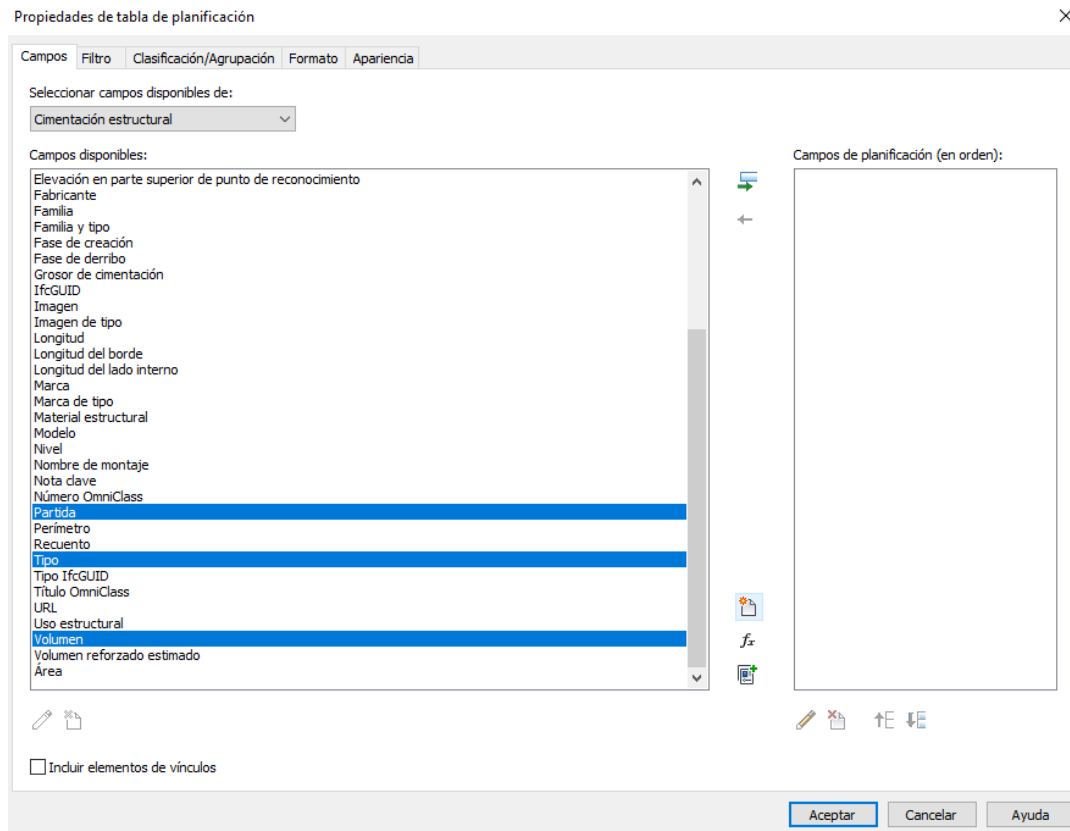 Propiedades de tabla de planificación
Campos Filtro Clasificación/Agrupación Formato Apariencia
Seleccionar campos disponibles de:
Cimentación estructural
Campos disponibles:
Campos de planificación (en orden):
Elevación en parte superior de punto de reconocimiento
Fabricante
Familia
Familia y tipo
Fase de creación
Fase de derribo
Grosor de cimentación
IfcGUID
Imagen
Imagen de tipo
Longitud
Longitud del borde
Longitud del lado interno
Marca
Marca de tipo
Material estructural
Modelo
Nivel
Nombre de montaje
Nota clave
Número OmniClass
Partida
Perímetro
Recuento
Tipo
Tipo IfcGUID
Título OmniClass
URL
Uso estructural
Volumen
Volumen reforzado estimado
Área
fx
Incluir elementos de vínculos
Aceptar Cancelar Ayuda